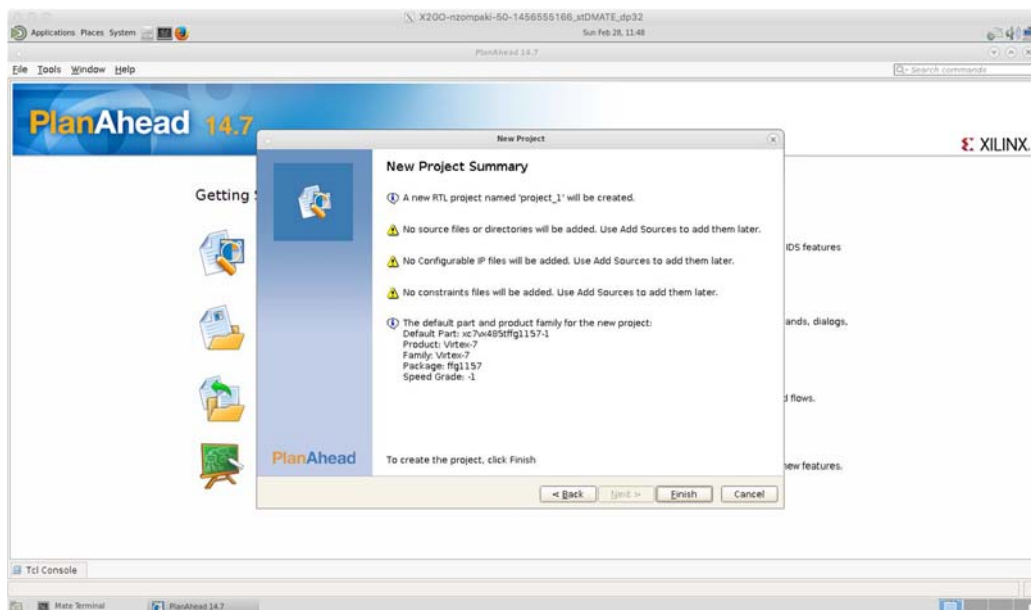 X2GO-nzompaki-50-1456555166_stDMATE_dp32
Applications Places System
Sun Feb 28, 11:48
PlanAhead 14.7
File Tools Window Help
Search commands
PlanAhead 14.7
XILINX.
New Project
New Project Summary
A new RTL project named 'project_1' will be created.
No source files or directories will be added. Use Add Sources to add them later.
No Configurable IP files will be added. Use Add Sources to add them later.
No constraints files will be added. Use Add Sources to add them later.
The default part and product family for the new project:
Default Part: xc7vx485tffg1157-1
Product: Virtex-7
Family: Virtex-7
Package: ffg1157
Speed Grade: -1
PlanAhead
To create the project, click Finish
< Back Next > Finish Cancel
Getting
IDS features
ands, dialogs.
d flows.
new features.
Tcl Console
Mate Terminal
PlanAhead 14.7